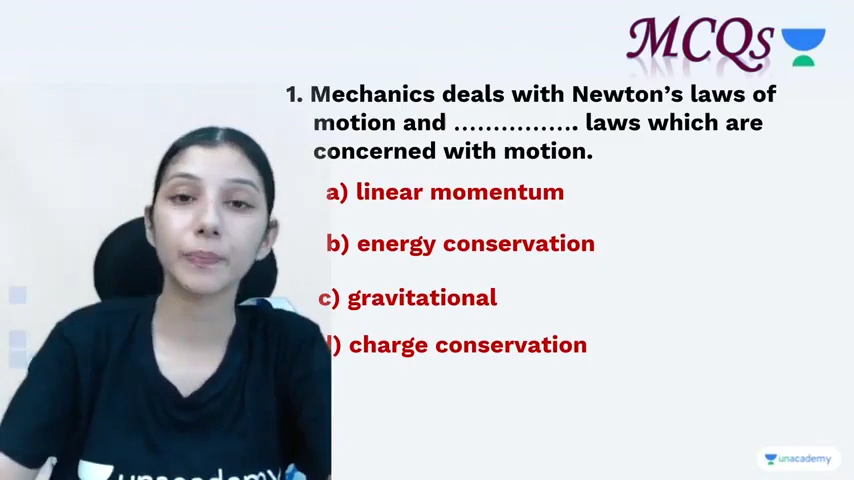 MCQs
1. Mechanics deals with Newton's laws of
motion and ................ laws which are
concerned with motion.
a) linear momentum
b) energy conservation
c) gravitational
d) charge conservation
unacademy
unacademy